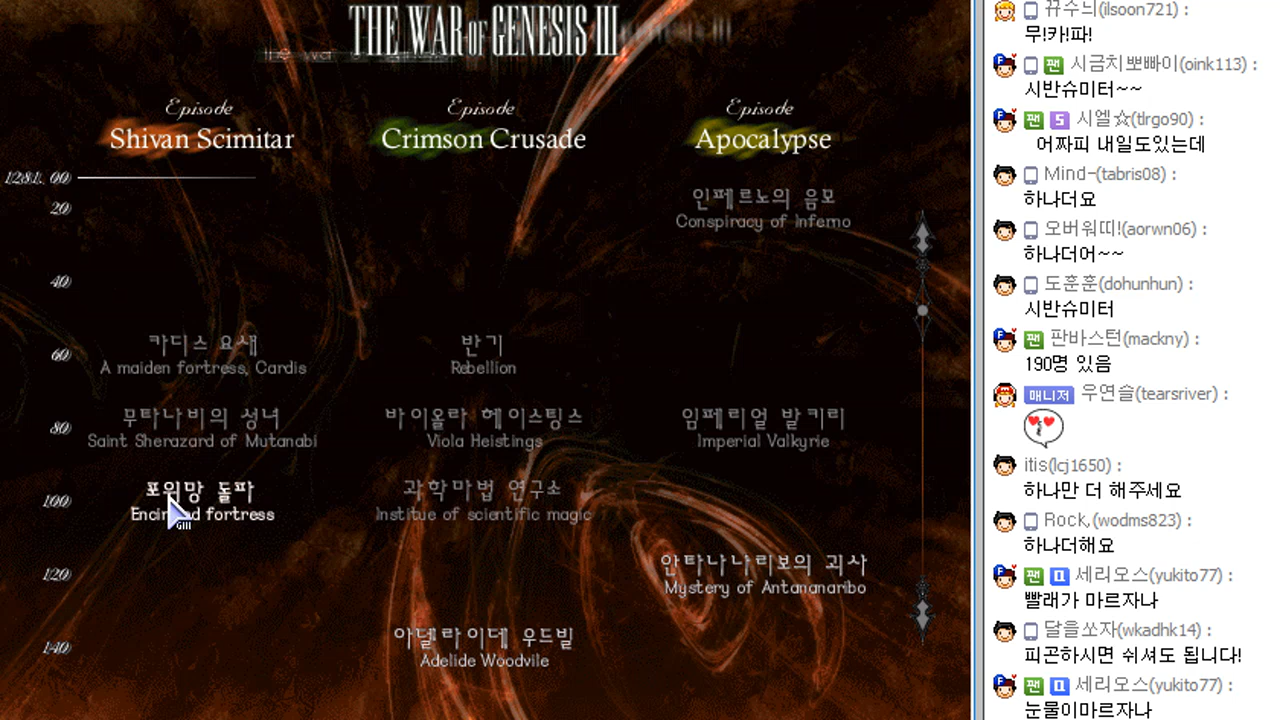 THE WAR OF GENESIS III
Episode
Shivan Scimitar
Episode
Crimson Crusade
Episode
Apocalypse
1281. 00
20
인페르노의 음모
Conspiracy of Inferno
40
60
카디스 요새
A maiden fortress, Cardis
반기
Rebellion
80
무타나비의 성녀
Saint Sherazard of Mutanabi
바이올라 헤이스팅스
Viola Heistings
임페리얼 발키리
Imperial Valkyrie
100
포위망 돌파
fortress
과학마법 연구소
Institue of scientific magic
120
안타나나리보의 괴사
Mystery of Antananaribo
140
아델라이데 우드빌
Adelide Woodvile
뀨수늬(ilsoon721) :
무!카!파!
팬 시금치뽀빠이(oink113) :
시반슈미터~~
팬 S 시엘☆(tlrgo90) :
어짜피 내일도있는데
Mind-(tabris08) :
하나더요
오버워띠!(aorwn06) :
하나더어~~
도훈훈(dohunhun) :
시반슈미터
팬 판바스턴(mackny) :
190명 있음
매니저 우연슬(tearsriver) :
itis(lcj1650) :
하나만 더 해주세요
Rock,(wodms823) :
하나더해요
팬 세리오스(yukito77) :
빨래가 마르자나
달을쏘자(wkadhk14) :
피곤하시면 쉬셔도 됩니다!
팬 세리오스(yukito77) :
눈물이마르자나